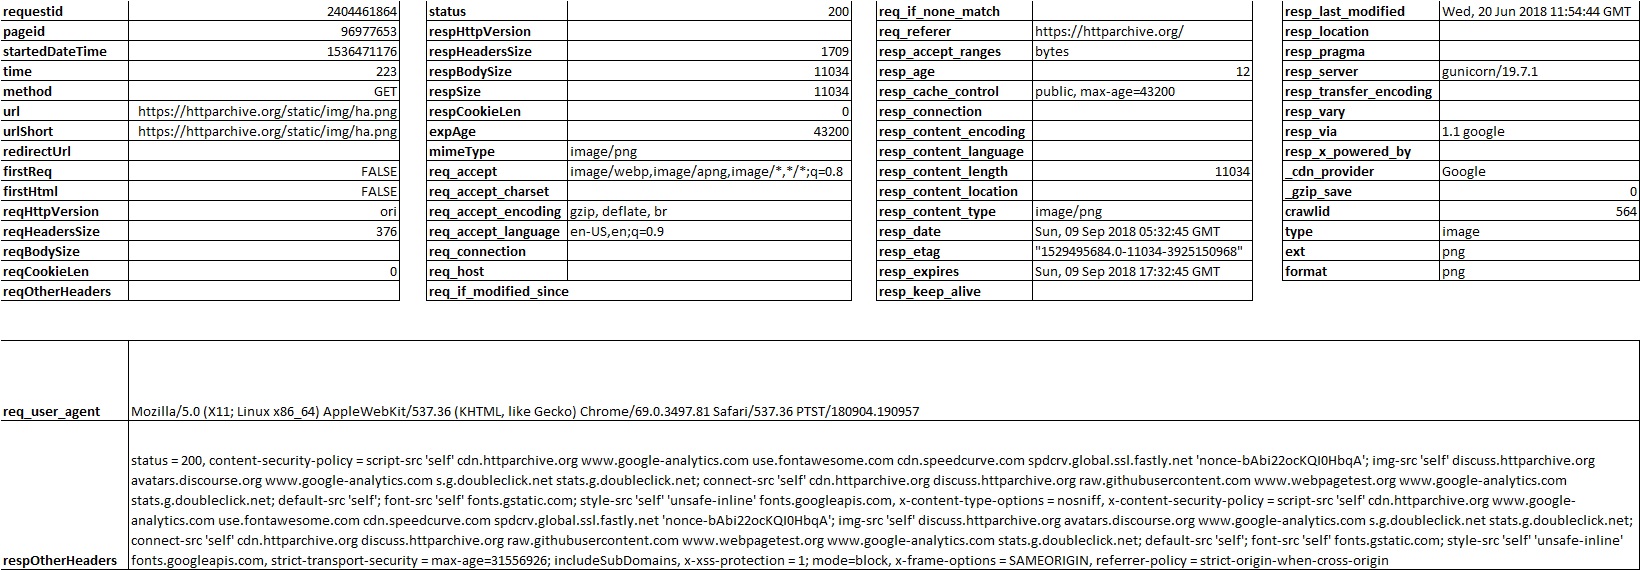 requestid 2404461864
pageid 96977653
startedDateTime 1536471176
time 223
method GET
url https://httparchive.org/static/img/ha.png
urlShort https://httparchive.org/static/img/ha.png
redirectUrl
firstReq FALSE
firstHtml FALSE
reqHttpVersion ori
reqHeadersSize 376
reqBodySize
reqCookieLen 0
reqOtherHeaders
status 200
respHttpVersion
respHeadersSize 1709
respBodySize 11034
respSize 11034
respCookieLen 0
expAge 43200
mimeType image/png
req_accept image/webp,image/apng,image/*,*/*;q=0.8
req_accept_charset
req_accept_encoding gzip, deflate, br
req_accept_language en-US,en;q=0.9
req_connection
req_host
req_if_modified_since
req_if_none_match
req_referer https://httparchive.org/
resp_accept_ranges bytes
resp_age 12
resp_cache_control public, max-age=43200
resp_connection
resp_content_encoding
resp_content_language
resp_content_length 11034
resp_content_location
resp_content_type image/png
resp_date Sun, 09 Sep 2018 05:32:45 GMT
resp_etag "1529495684.0-11034-3925150968"
resp_expires Sun, 09 Sep 2018 17:32:45 GMT
resp_keep_alive
resp_last_modified Wed, 20 Jun 2018 11:54:44 GMT
resp_location
resp_pragma
resp_server gunicorn/19.7.1
resp_transfer_encoding
resp_vary
resp_via 1.1 google
resp_x_powered_by
_cdn_provider Google
_gzip_save 0
crawlid 564
type image
ext png
format png
req_user_agent Mozilla/5.0 (X11; Linux x86_64) AppleWebKit/537.36 (KHTML, like Gecko) Chrome/69.0.3497.81 Safari/537.36 PTST/180904.190957
status = 200, content-security-policy = script-src 'self' cdn.httparchive.org www.google-analytics.com use.fontawesome.com cdn.speedcurve.com spdcrv.global.ssl.fastly.net 'nonce-bAbi22ocKQI0HbqA'; img-src 'self' discuss.httparchive.org
avatars.discourse.org www.google-analytics.com s.g.doubleclick.net stats.g.doubleclick.net; connect-src 'self' cdn.httparchive.org discuss.httparchive.org raw.githubusercontent.com www.webpagetest.org www.google-analytics.com
stats.g.doubleclick.net; default-src 'self'; font-src 'self' fonts.gstatic.com; style-src 'self' 'unsafe-inline' fonts.googleapis.com, x-content-type-options = nosniff, x-content-security-policy = script-src 'self' cdn.httparchive.org www.google-
analytics.com use.fontawesome.com cdn.speedcurve.com spdcrv.global.ssl.fastly.net 'nonce-bAbi22ocKQI0HbqA'; img-src 'self' discuss.httparchive.org avatars.discourse.org www.google-analytics.com s.g.doubleclick.net stats.g.doubleclick.net;
connect-src 'self' cdn.httparchive.org discuss.httparchive.org raw.githubusercontent.com www.webpagetest.org www.google-analytics.com stats.g.doubleclick.net; default-src 'self'; font-src 'self' fonts.gstatic.com; style-src 'self' 'unsafe-inline'
respOtherHeaders fonts.googleapis.com, strict-transport-security = max-age=31556926; includeSubDomains, x-xss-protection = 1; mode=block, x-frame-options = SAMEORIGIN, referrer-policy = strict-origin-when-cross-origin